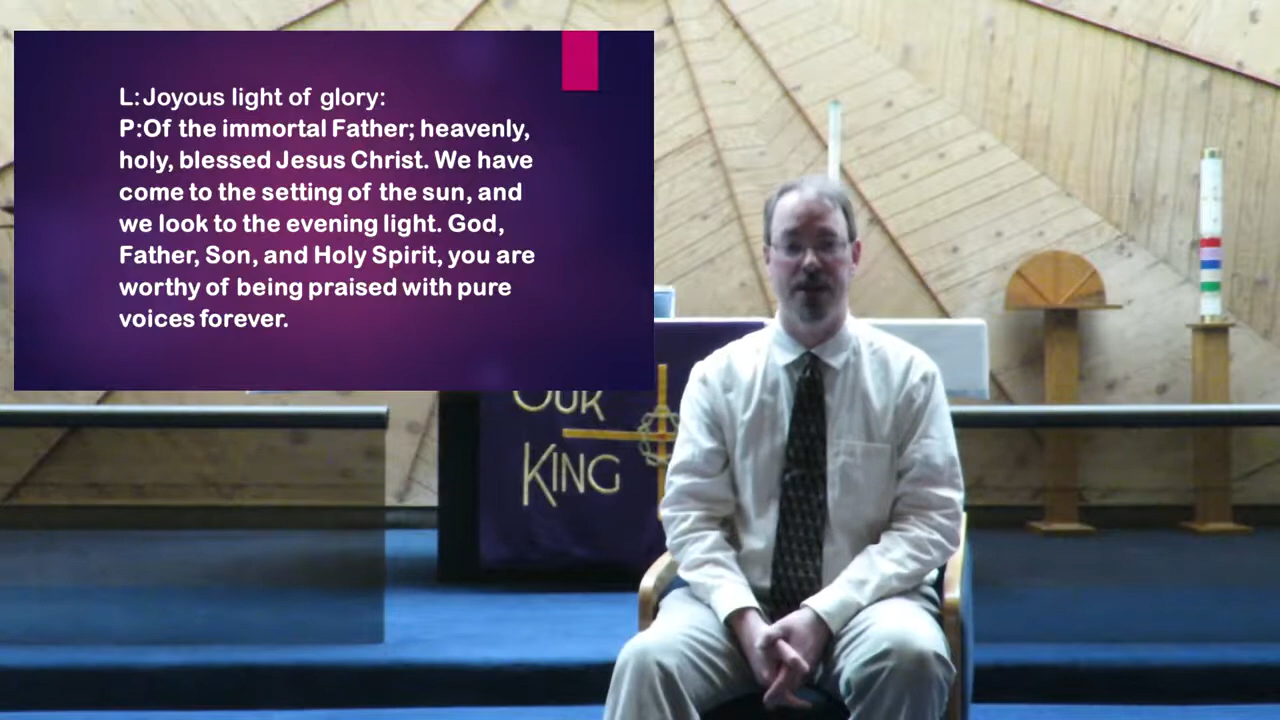 L:Joyous light of glory:
P:Of the immortal Father; heavenly,
holy, blessed Jesus Christ. We have
come to the setting of the sun, and
we look to the evening light. God,
Father, Son, and Holy Spirit, you are
worthy of being praised with pure
voices forever.
OUR
KING